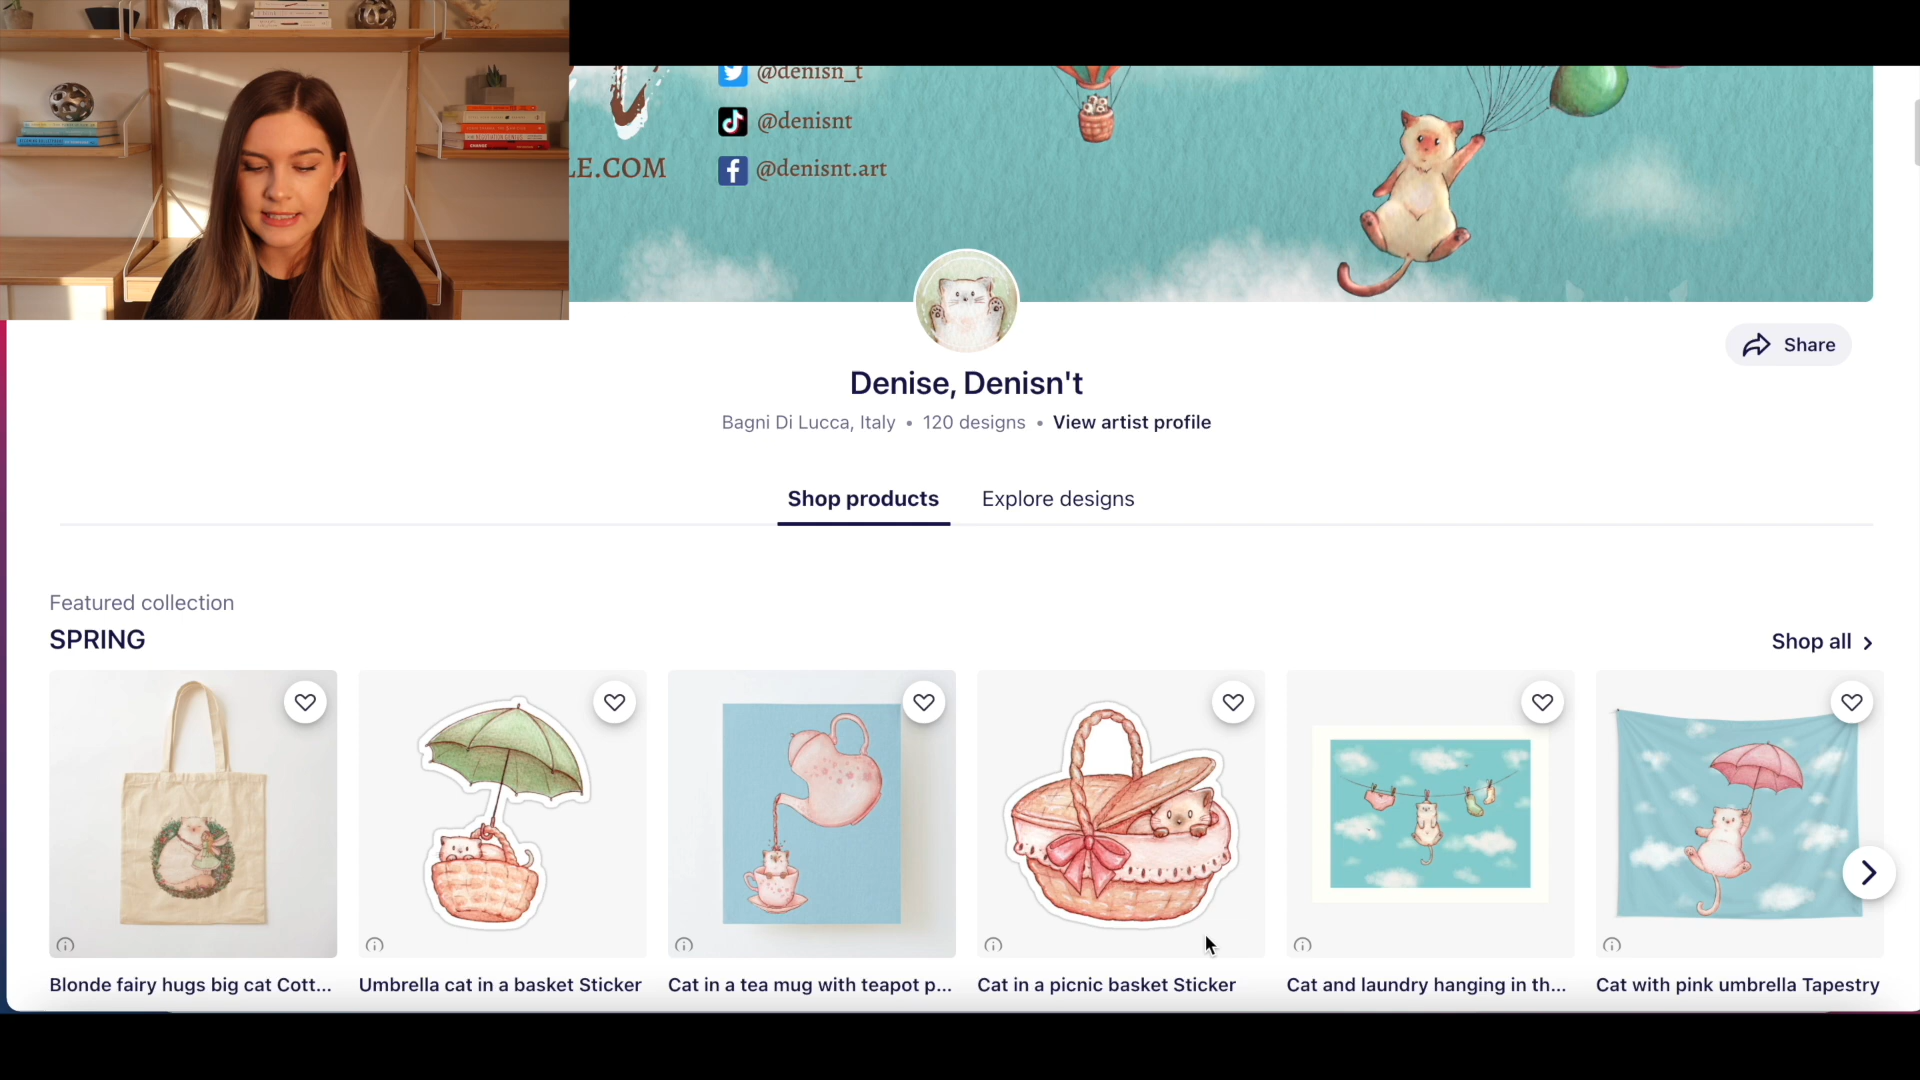 @denisn_t
@denisnt
LE.COM
@denisnt.art
Share
Denise, Denisn't
Bagni Di Lucca, Italy • 120 designs • View artist profile
Shop products
Explore designs
Featured collection
SPRING
Shop all
Blonde fairy hugs big cat Cott...
Umbrella cat in a basket Sticker
Cat in a tea mug with teapot p...
Cat in a picnic basket Sticker
Cat and laundry hanging in th...
Cat with pink umbrella Tapestry